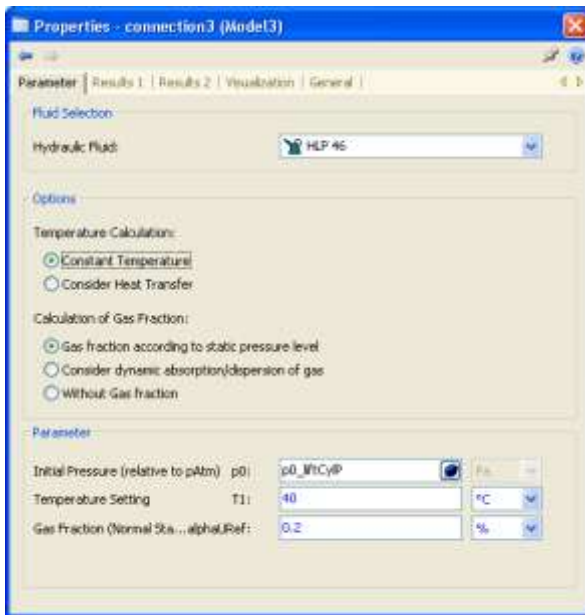 Properties - connection3 (Model3)
Parameter | Results 1 | Results 2 | Visualization | General |
Fluid Selection
Hydraulic Fluid: HLP 46
Options
Temperature Calculation:
Constant Temperature
Consider Heat Transfer
Calculation of Gas Fraction:
Gas fraction according to static pressure level
Consider dynamic absorption/dispersion of gas
Without Gas fraction
Parameter
Initial Pressure (relative to pAtm) p0: p0_liftCylP Pa
Temperature Setting T1: 40 °C
Gas Fraction (Normal Sta...alphaURef: 0.2 %